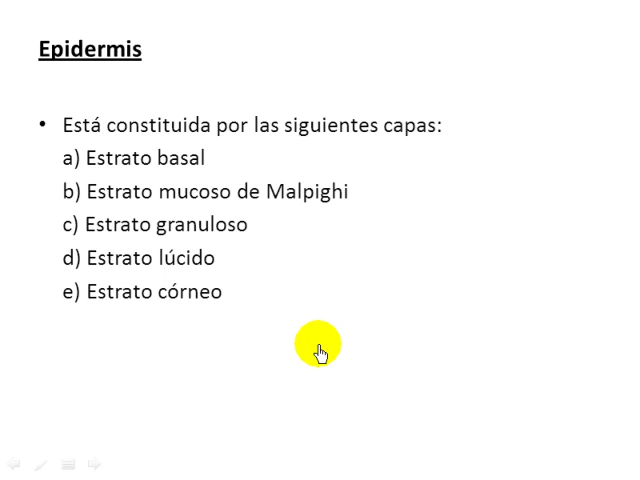 Epidermis
• Está constituida por las siguientes capas:
a) Estrato basal
b) Estrato mucoso de Malpighi
c) Estrato granuloso
d) Estrato lúcido
e) Estrato córneo